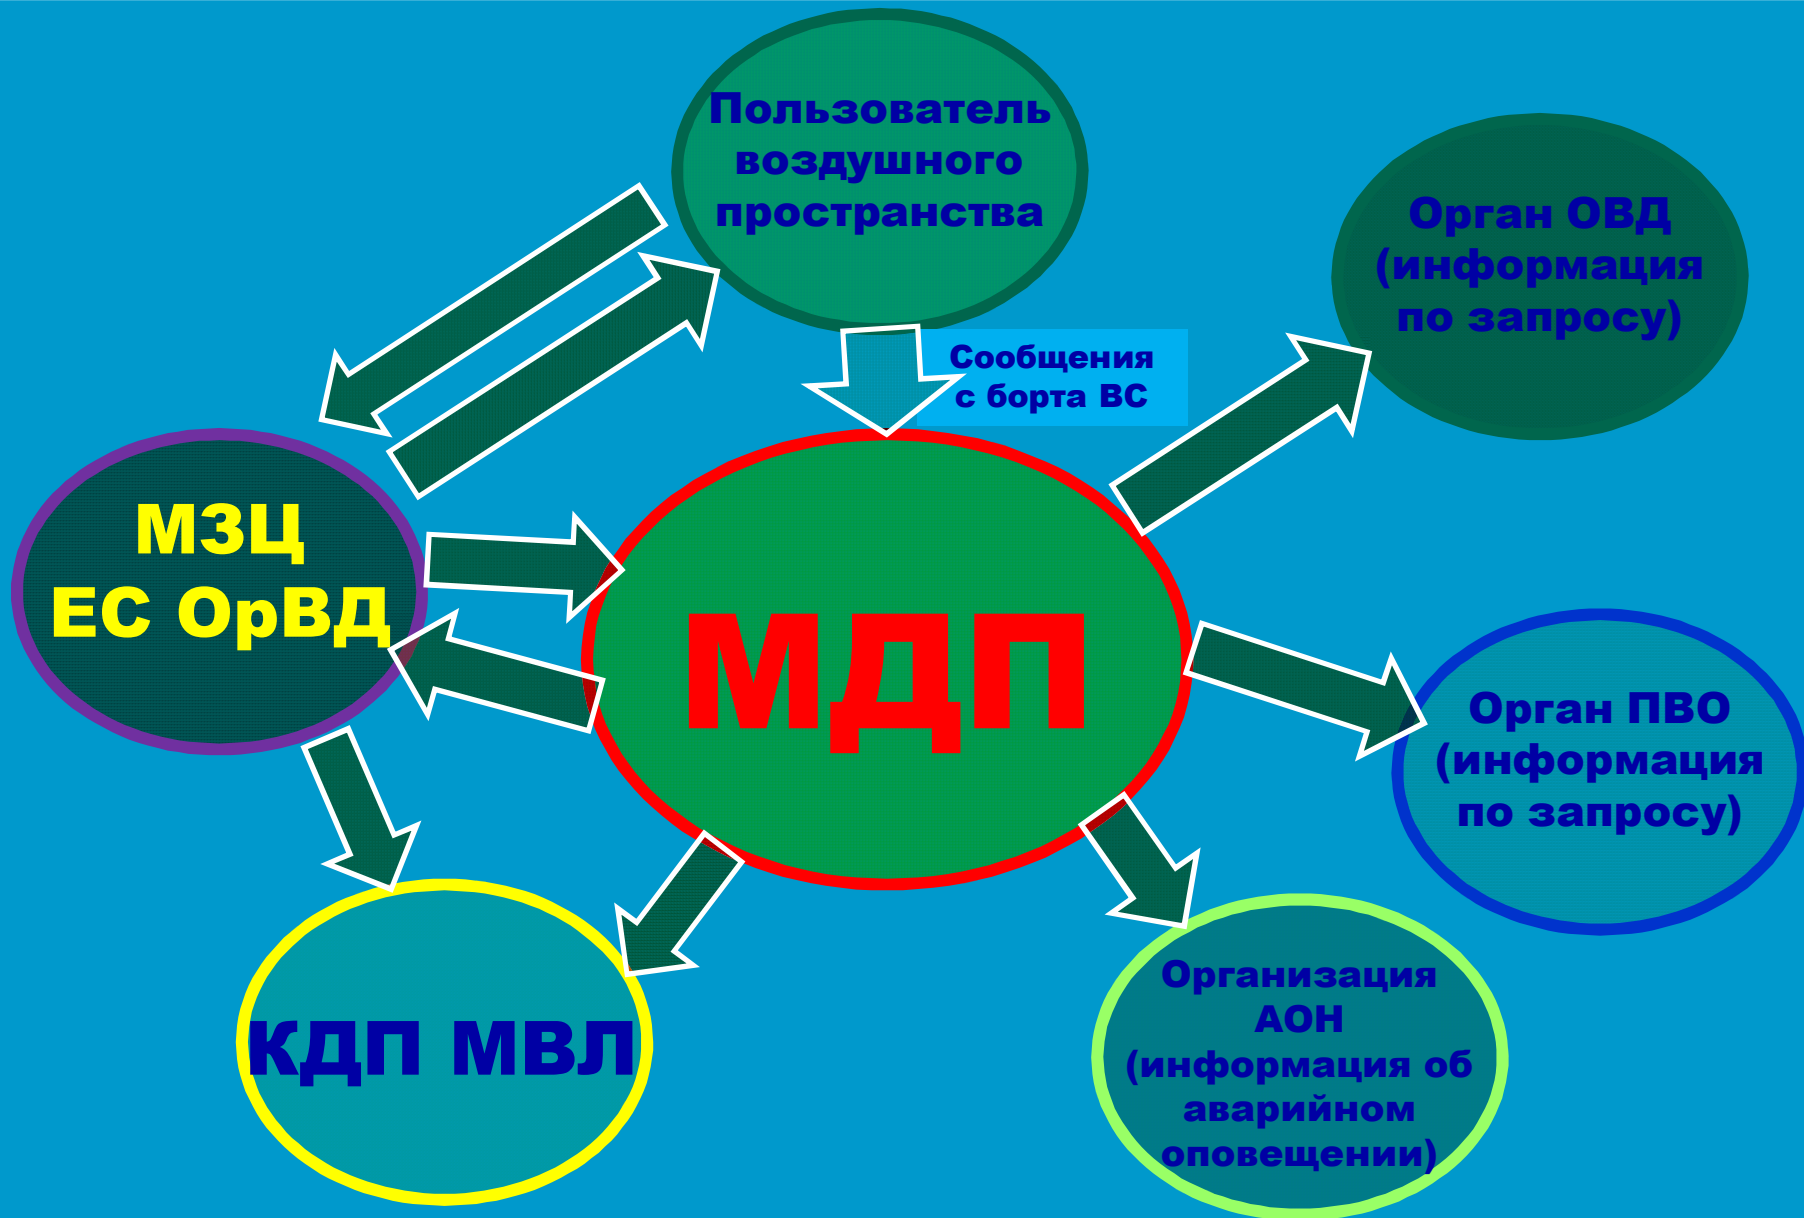 Пользователь
воздушного
пространства
Орган ОВД
(информация
по запросу)
Сообщения
с борта ВС
МЗЦ
ЕС ОрВД
МДП
Орган ПВО
(информация
по запросу)
КДП МВЛ
Организация
АОН
(информация об
аварийном
оповещении)